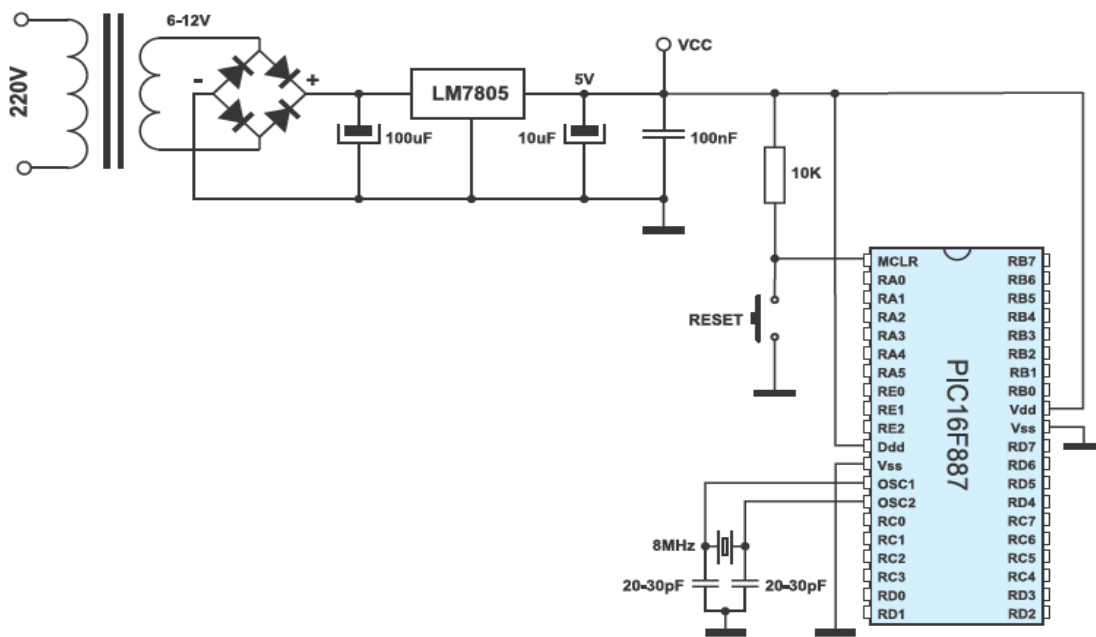 220V
6-12V
-
+
LM7805
100uF
5V
10uF
VCC
100nF
10K
RESET
MCLR
RA0
RA1
RA2
RA3
RA4
RA5
RE0
RE1
RE2
Ddd
Vss
OSC1
OSC2
RC0
RC1
RC2
RC3
RD0
RD1
PIC16F887
RB7
RB6
RB5
RB4
RB3
RB2
RB1
RB0
Vdd
Vss
RD7
RD6
RD5
RD4
RC7
RC6
RC5
RC4
RD3
RD2
8MHz
20-30pF
20-30pF